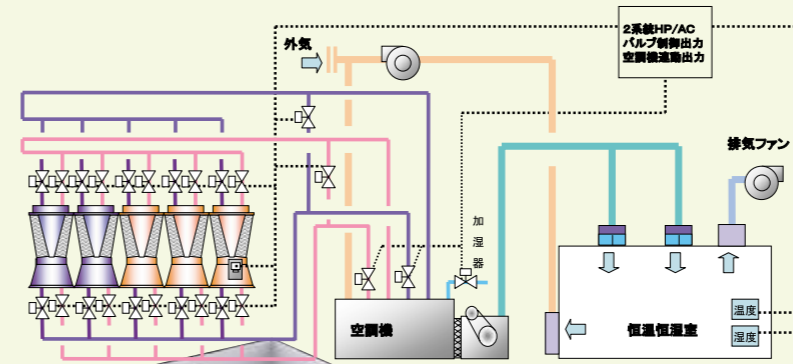 2系統HP/AC
バルブ制御出力
空調機連動出力
外気
排気ファン
加湿器
温度
空調機
恒温恒湿室
湿度